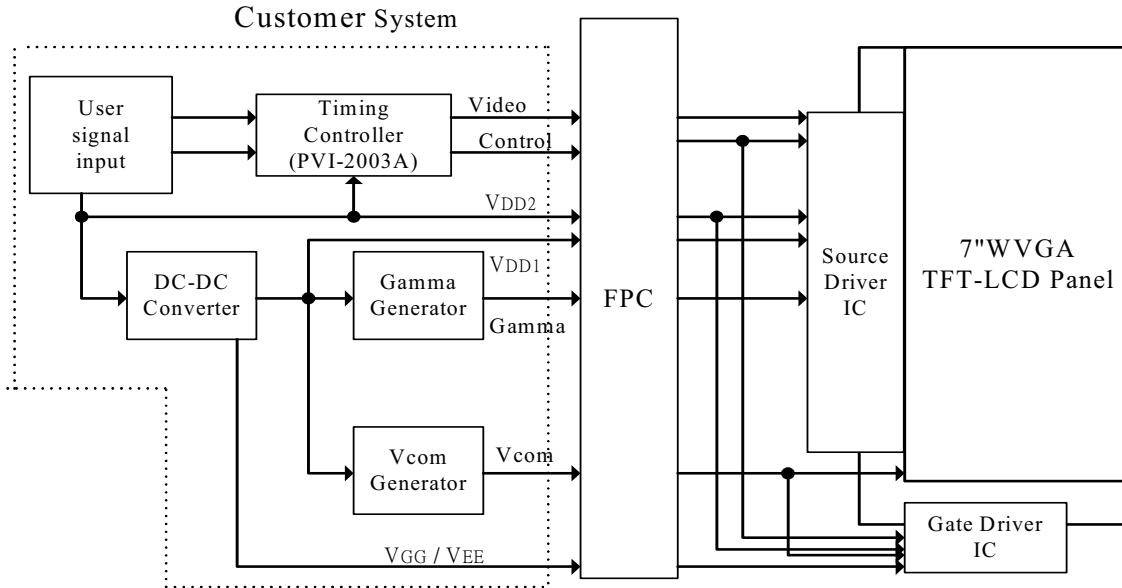 Customer System
User
signal
input
Timing
Controller
(PVI-2003A)
Video
Control
VDD2
VDD1
DC-DC
Converter
Gamma
Generator
Gamma
Vcom
Generator
Vcom
VGG / VEE
FPC
Source
Driver
IC
7"WVGA
TFT-LCD Panel
Gate Driver
IC